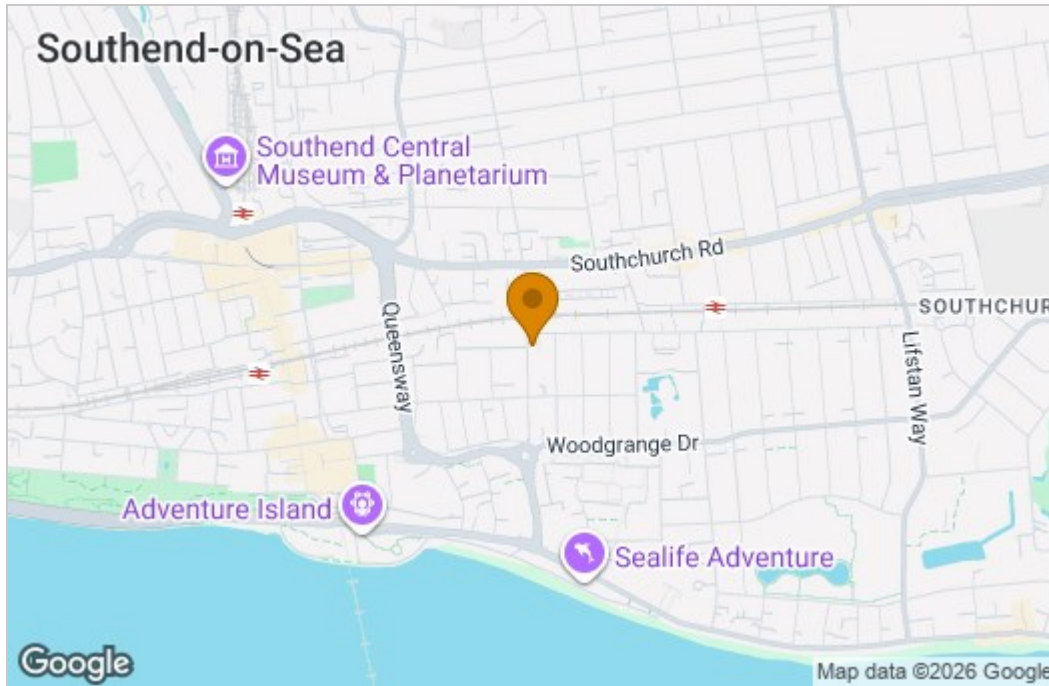 Southend-on-Sea
Southend Central
Museum & Planetarium
Southchurch Rd
SOUTHCHUR
Queensway
Lifstan Way
Woodgrange Dr
Adventure Island
Sealife Adventure
Google
Map data ©2026 Google